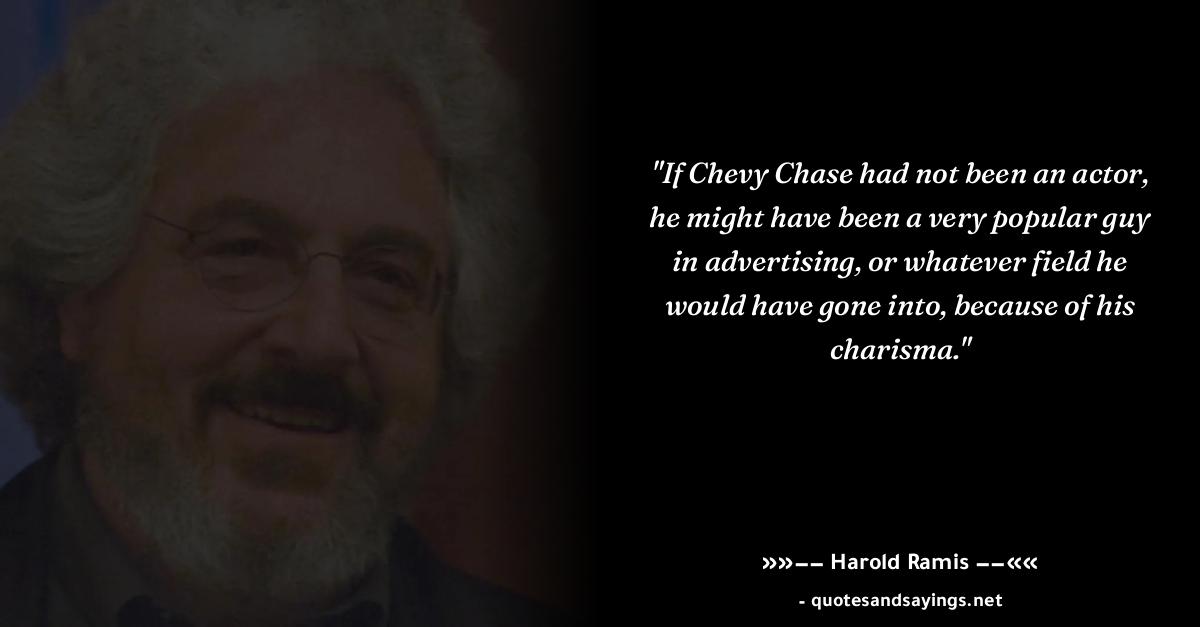 "If Chevy Chase had not been an actor,
he might have been a very popular guy
in advertising, or whatever field he
would have gone into, because of his
charisma."
»»−− Harold Ramis −−««
- quotesandsayings.net